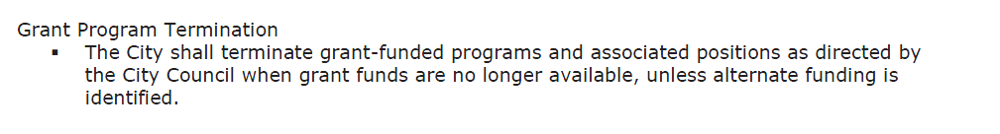 Grant Program Termination
▪ The City shall terminate grant-funded programs and associated positions as directed by
the City Council when grant funds are no longer available, unless alternate funding is
identified.